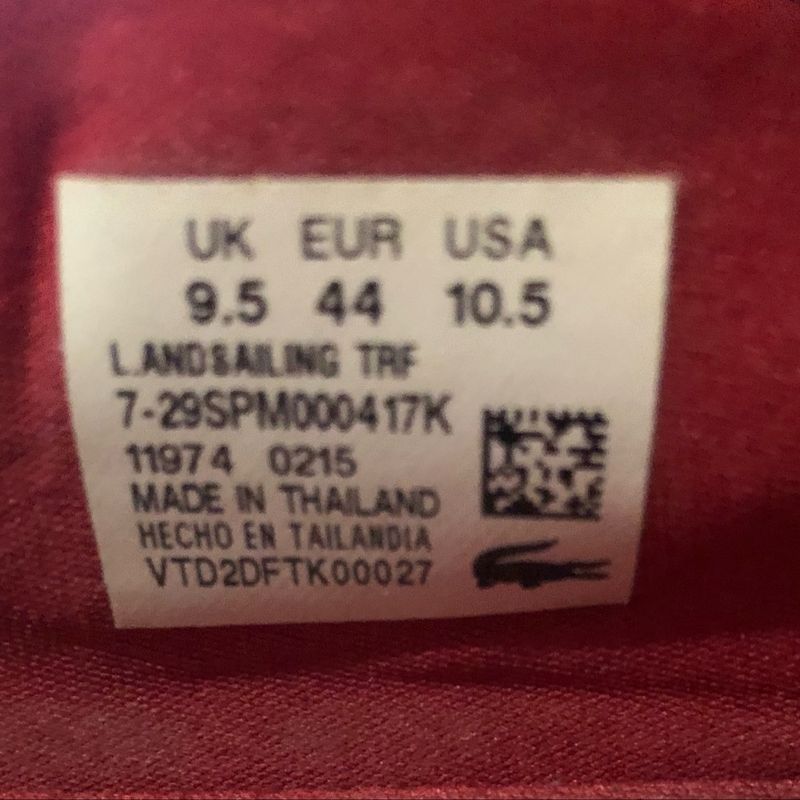 UK EUR USA
9.5 44 10.5
L.ANDSAILING TRF
7-29SPM000417K
11974 0215
MADE IN THAILAND
HECHO EN TAILANDIA
VTD2DFTK00027